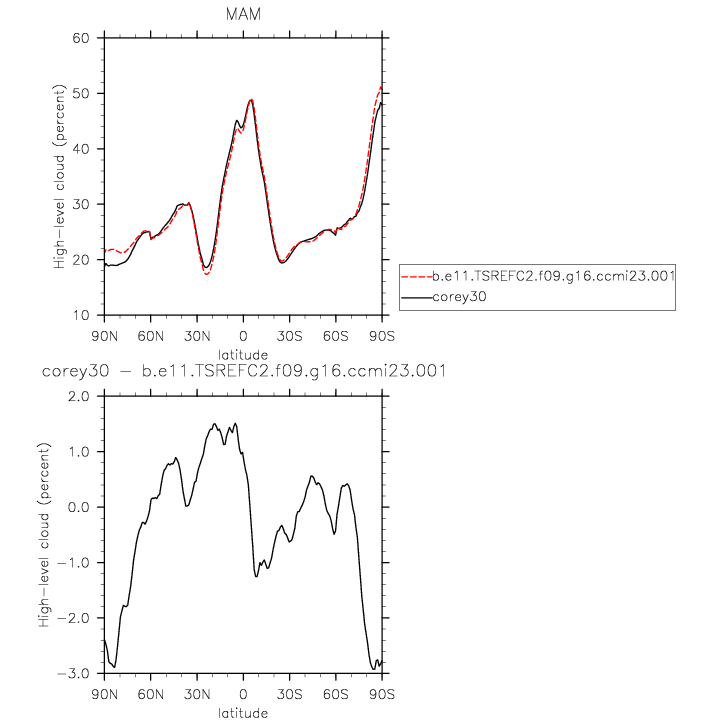 MAM
60
50
40
30
20
10
High-level cloud (percent)
90N 60N 30N 0 30S 60S 90S
latitude
b.e11.TSREFC2.f09.g16.ccmi23.001
corey30
corey30 - b.e11.TSREFC2.f09.g16.ccmi23.001
2.0
1.0
0.0
-1.0
-2.0
-3.0
High-level cloud (percent)
90N 60N 30N 0 30S 60S 90S
latitude